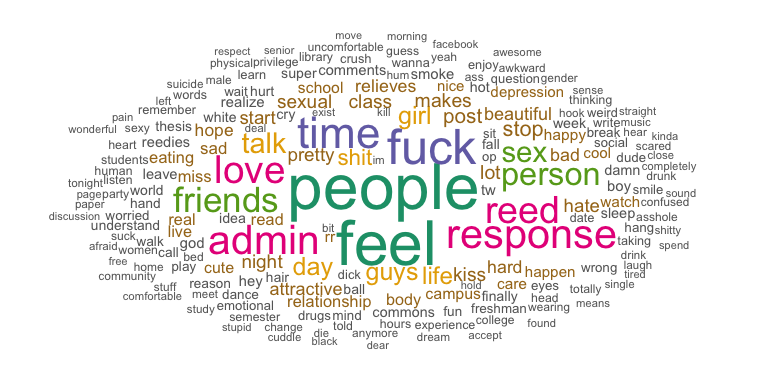 move morning
respect senior uncomfortable guess facebook
physical privilege library crush wanna yeah awesome
learn super comments hum smoke enjoy awkward
suicide male school relieves nice ass hot question gender
words wait hurt depression sense
left realize sexual class makes hook weird thinking
remember white start cry exist kill girl post beautiful straight
pain deal week write music
wonderful sexy thesis hope time fuck stop happy break hear kinda
heart reedies sad talk sit social scared
students eating pretty shit im fall sex bad cool dude close
human leave miss love op person damn completely
tonight listen people lot boy drunk
page party world friends tw hate watch smile sound
paper hand reed sleep confused
discussion worried real idea read feel response date asshole
understand live admin bit hang shitty
suck walk god rr taking spend
afraid women call night day guys life kiss hard happen wrong drink
free bed laugh
home play cute dick hold care totally tired
community reason hey hair attractive ball body campus finally eyes single
stuff meet dance relationship commons fun freshman head means
comfortable study emotional drugs mind wearing
semester told hours experience college found
stupid change die anymore dream accept
cuddle black dear